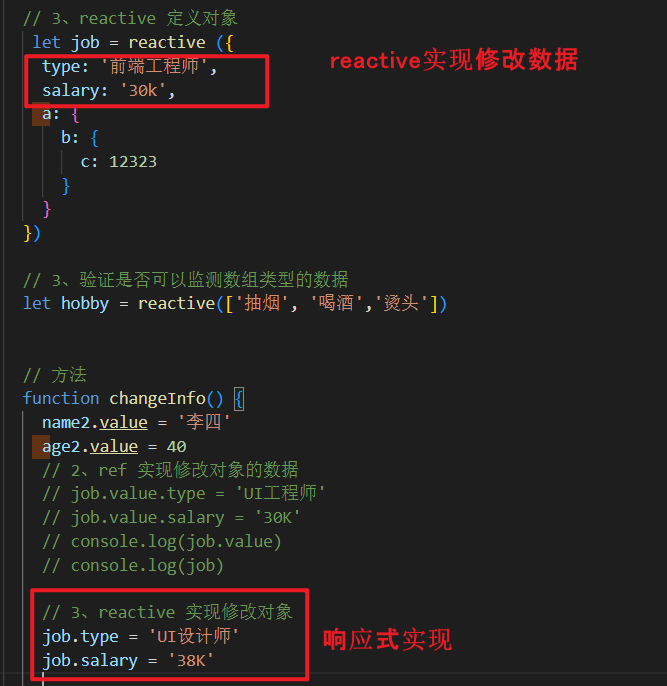 // 3、reactive 定义对象
let job = reactive ({
type: '前端工程师',
reactive实现修改数据
salary: '30k',
a: {
b: {
c: 12323
}
}
})
// 3、验证是否可以监测数组类型的数据
let hobby = reactive(['抽烟', '喝酒','烫头'])
// 方法
function changeInfo() {
name2.value = '李四'
age2.value = 40
// 2、ref 实现修改对象的数据
// job.value.type = 'UI工程师'
// job.value.salary = '30K'
// console.log(job.value)
// console.log(job)
// 3、reactive 实现修改对象
job.type = 'UI设计师'
响应式实现
job.salary = '38K'